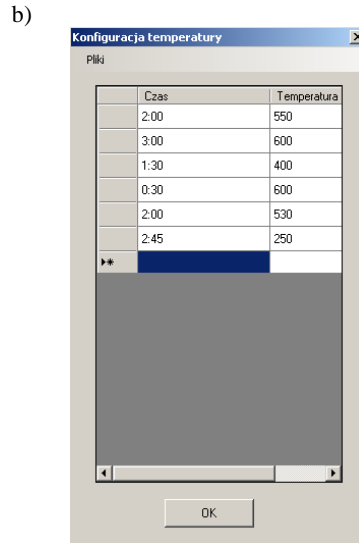 b)
Konfiguracja temperatury
Pliki
Czas Temperatura
2:00 550
3:00 600
1:30 400
0:30 600
2:00 530
2:45 250
OK